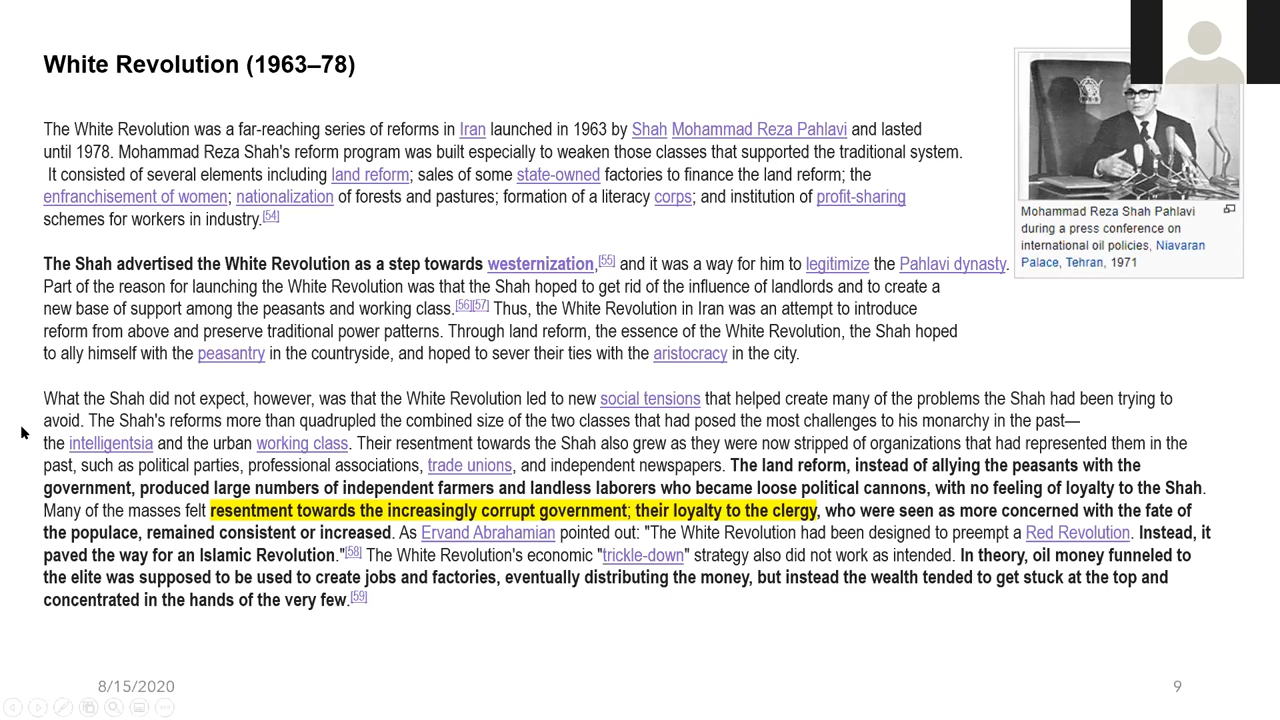 White Revolution (1963–78)
The White Revolution was a far-reaching series of reforms in Iran launched in 1963 by Shah Mohammad Reza Pahlavi and lasted
until 1978. Mohammad Reza Shah's reform program was built especially to weaken those classes that supported the traditional system.
It consisted of several elements including land reform; sales of some state-owned factories to finance the land reform; the
enfranchisement of women; nationalization of forests and pastures; formation of a literacy corps; and institution of profit-sharing
schemes for workers in industry.[54]
Mohammad Reza Shah Pahlavi
during a press conference on
international oil policies, Niavaran
Palace, Tehran, 1971
The Shah advertised the White Revolution as a step towards westernization,[55] and it was a way for him to legitimize the Pahlavi dynasty.
Part of the reason for launching the White Revolution was that the Shah hoped to get rid of the influence of landlords and to create a
new base of support among the peasants and working class.[56][57] Thus, the White Revolution in Iran was an attempt to introduce
reform from above and preserve traditional power patterns. Through land reform, the essence of the White Revolution, the Shah hoped
to ally himself with the peasantry in the countryside, and hoped to sever their ties with the aristocracy in the city.
What the Shah did not expect, however, was that the White Revolution led to new social tensions that helped create many of the problems the Shah had been trying to
avoid. The Shah's reforms more than quadrupled the combined size of the two classes that had posed the most challenges to his monarchy in the past—
the intelligentsia and the urban working class. Their resentment towards the Shah also grew as they were now stripped of organizations that had represented them in the
past, such as political parties, professional associations, trade unions, and independent newspapers. The land reform, instead of allying the peasants with the
government, produced large numbers of independent farmers and landless laborers who became loose political cannons, with no feeling of loyalty to the Shah.
Many of the masses felt resentment towards the increasingly corrupt government; their loyalty to the clergy, who were seen as more concerned with the fate of
the populace, remained consistent or increased. As Ervand Abrahamian pointed out: "The White Revolution had been designed to preempt a Red Revolution. Instead, it
paved the way for an Islamic Revolution."[58] The White Revolution's economic "trickle-down" strategy also did not work as intended. In theory, oil money funneled to
the elite was supposed to be used to create jobs and factories, eventually distributing the money, but instead the wealth tended to get stuck at the top and
concentrated in the hands of the very few.[59]
8/15/2020
9